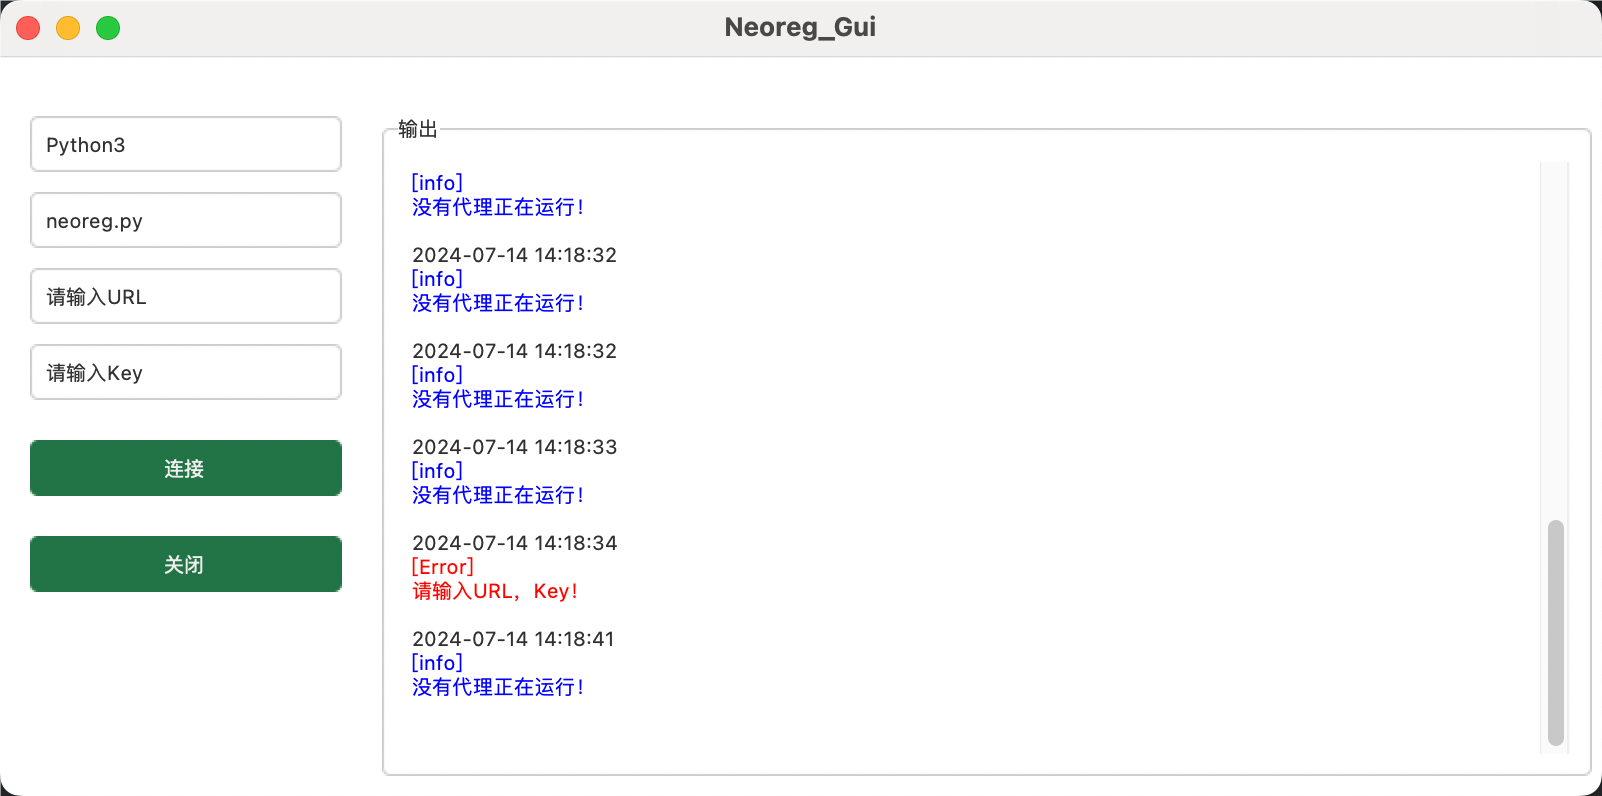 Neoreg_Gui
Python3
neoreg.py
请输入URL
请输入Key
连接
关闭
输出
[info]
没有代理正在运行!
2024-07-14 14:18:32
[info]
没有代理正在运行!
2024-07-14 14:18:32
[info]
没有代理正在运行!
2024-07-14 14:18:33
[info]
没有代理正在运行!
2024-07-14 14:18:34
[Error]
请输入URL，Key!
2024-07-14 14:18:41
[info]
没有代理正在运行!